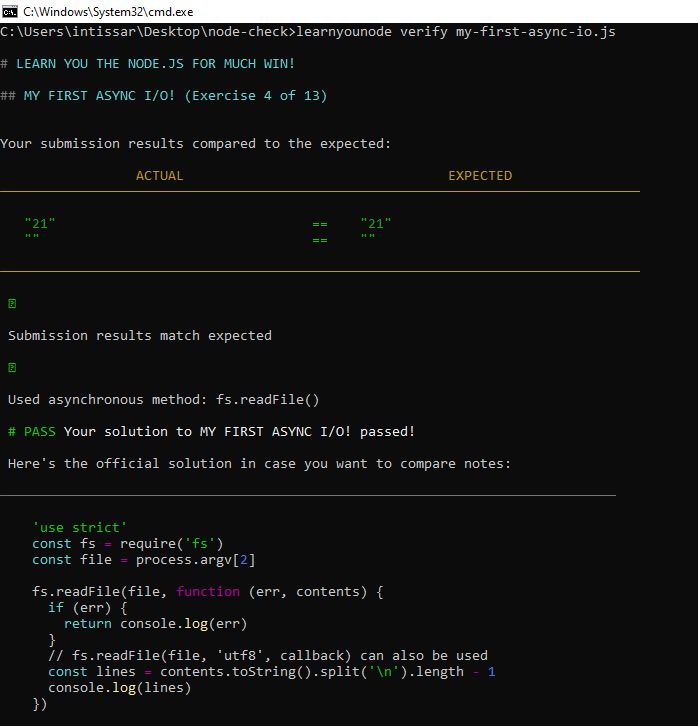 C:\Windows\System32\cmd.exe
C:\Users\intissar\Desktop\node-check>learnyounode verify my-first-async-io.js
# LEARN YOU THE NODE.JS FOR MUCH WIN!
## MY FIRST ASYNC I/O! (Exercise 4 of 13)
Your submission results compared to the expected:
ACTUAL EXPECTED
"21" == "21"
"" == ""
Submission results match expected
Used asynchronous method: fs.readFile()
# PASS Your solution to MY FIRST ASYNC I/O! passed!
Here's the official solution in case you want to compare notes:
'use strict'
const fs = require('fs')
const file = process.argv[2]
fs.readFile(file, function (err, contents) {
if (err) {
return console.log(err)
}
// fs.readFile(file, 'utf8', callback) can also be used
const lines = contents.toString().split('\n').length - 1
console.log(lines)
})